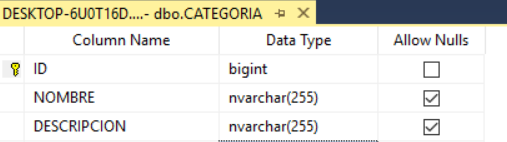 DESKTOP-6U0T16D....- dbo.CATEGORIA
Column Name Data Type Allow Nulls
ID bigint
NOMBRE nvarchar(255)
DESCRIPCION nvarchar(255)